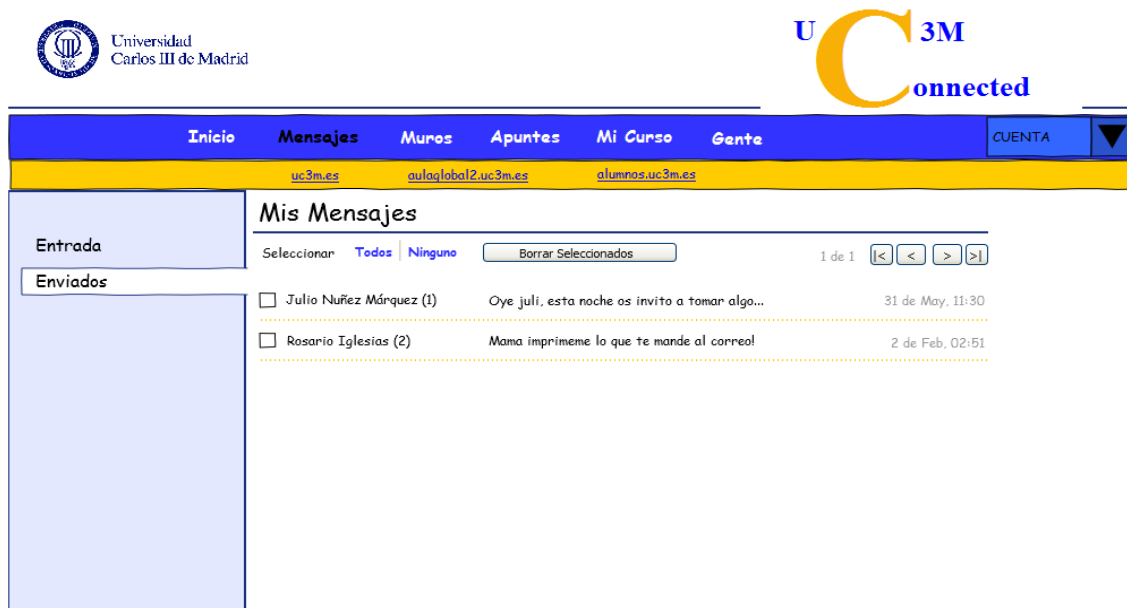 Universidad
Carlos III de Madrid
U C 3M
onnected
Inicio Mensajes Muros Apuntes Mi Curso Gente CUENTA
uc3m.es aulaglobal2.uc3m.es alumnos.uc3m.es
Mis Mensajes
Entrada
Enviados
Seleccionar Todos Ninguno Borrar Seleccionados 1 de 1 |< < > >|
Julio Nuñez Márquez (1) Oye juli, esta noche os invito a tomar algo... 31 de May, 11:30
Rosario Iglesias (2) Mama imprimeme lo que te mande al correo! 2 de Feb, 02:51